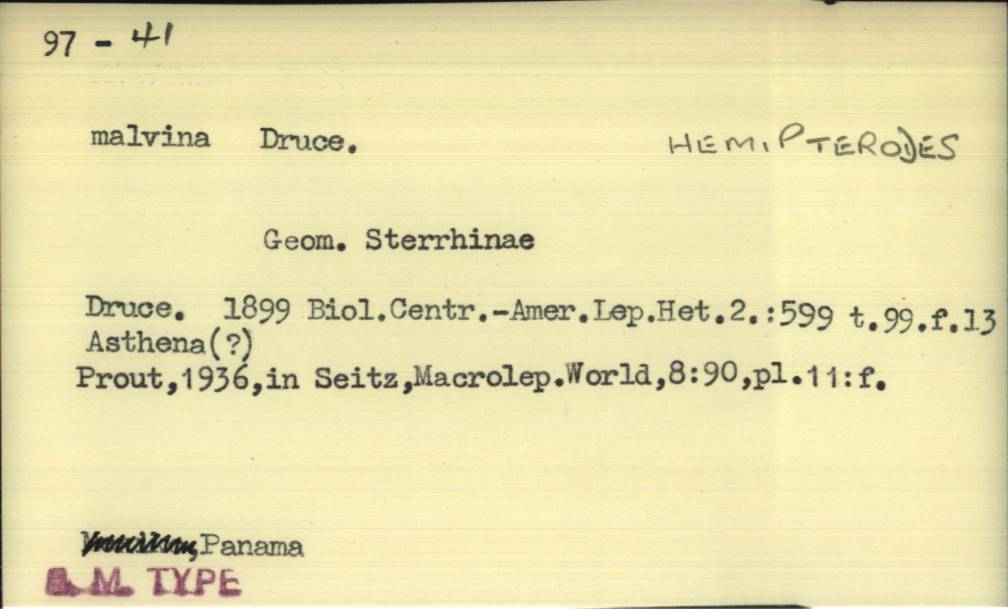 97 - 41
malvina Druce. HEMIPTERODES
Geom. Sterrhinae
Druce. 1899 Biol.Centr.-Amer.Lep.Het.2.:599 t.99.f.13
Asthena(?)
Prout,1936,in Seitz,Macrolep.World,8:90,pl.11:f.
,Panama
B. M. TYPE